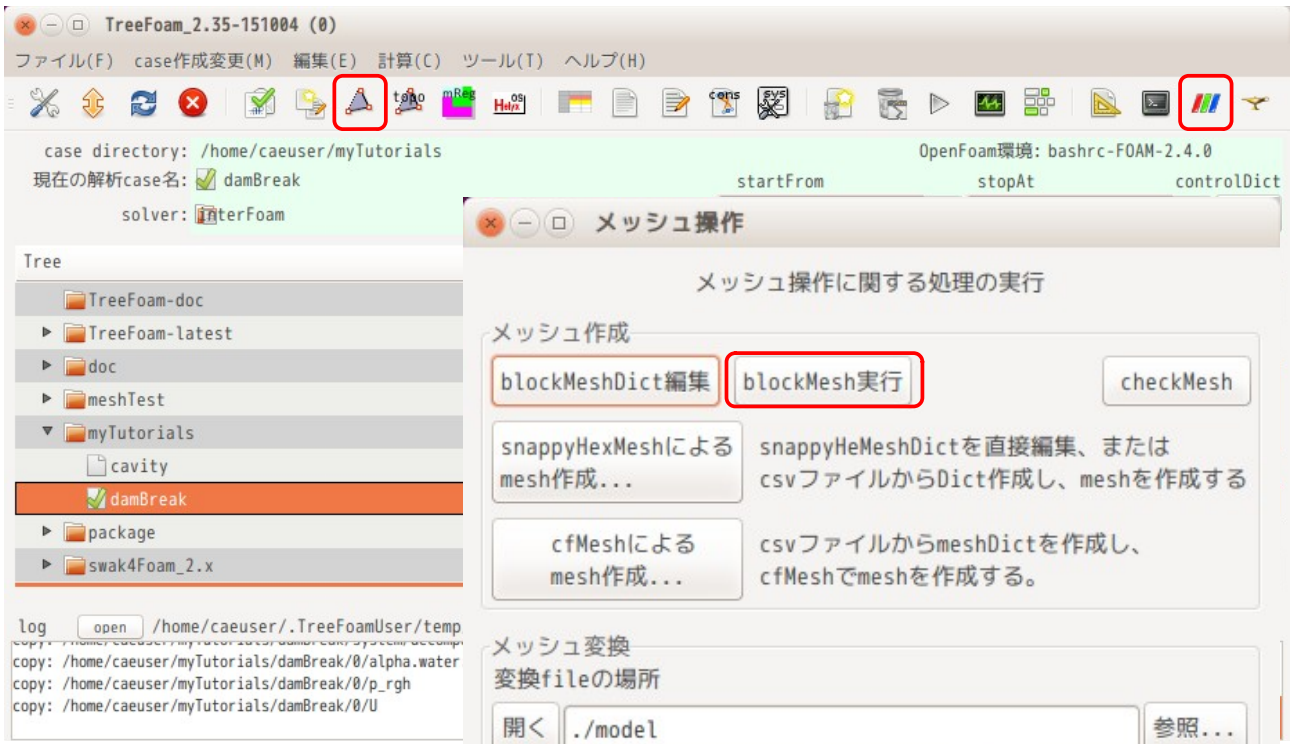 TreeFoam_2.35-151004 (0)
ファイル(F) case作成変更(M) 編集(E) 計算(C) ツール(T) ヘルプ(H)
topo mReg Helyx OS cons sys
case directory: /home/caeuser/myTutorials
OpenFoam環境: bashrc-FOAM-2.4.0
現在の解析case名: damBreak
startFrom stopAt controlDict
solver: interFoam
Tree
TreeFoam-doc
TreeFoam-latest
doc
meshTest
myTutorials
cavity
damBreak
package
swak4Foam_2.x
log open /home/caeuser/.TreeFoamUser/temp
copy: /home/caeuser/myTutorials/damBreak/system/decomp
copy: /home/caeuser/myTutorials/damBreak/0/alpha.water
copy: /home/caeuser/myTutorials/damBreak/0/p_rgh
copy: /home/caeuser/myTutorials/damBreak/0/U
メッシュ操作
メッシュ操作に関する処理の実行
メッシュ作成
blockMeshDict編集 blockMesh実行 checkMesh
snappyHexMeshによる
mesh作成...
snappyHeMeshDictを直接編集、または
csvファイルからDict作成し、meshを作成する
cfMeshによる
mesh作成...
csvファイルからmeshDictを作成し、
cfMeshでmeshを作成する。
メッシュ変換
変換fileの場所
開く ./model 参照...